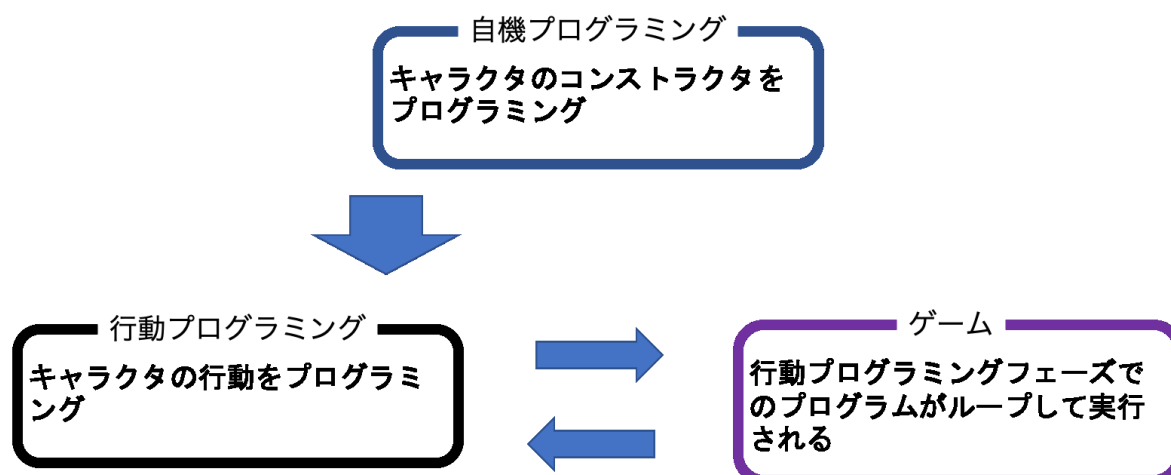 自機プログラミング
キャラクタのコンストラクタを
プログラミング
行動プログラミング
キャラクタの行動をプログラミ
ング
ゲーム
行動プログラミングフェーズで
のプログラムがループして実行
される